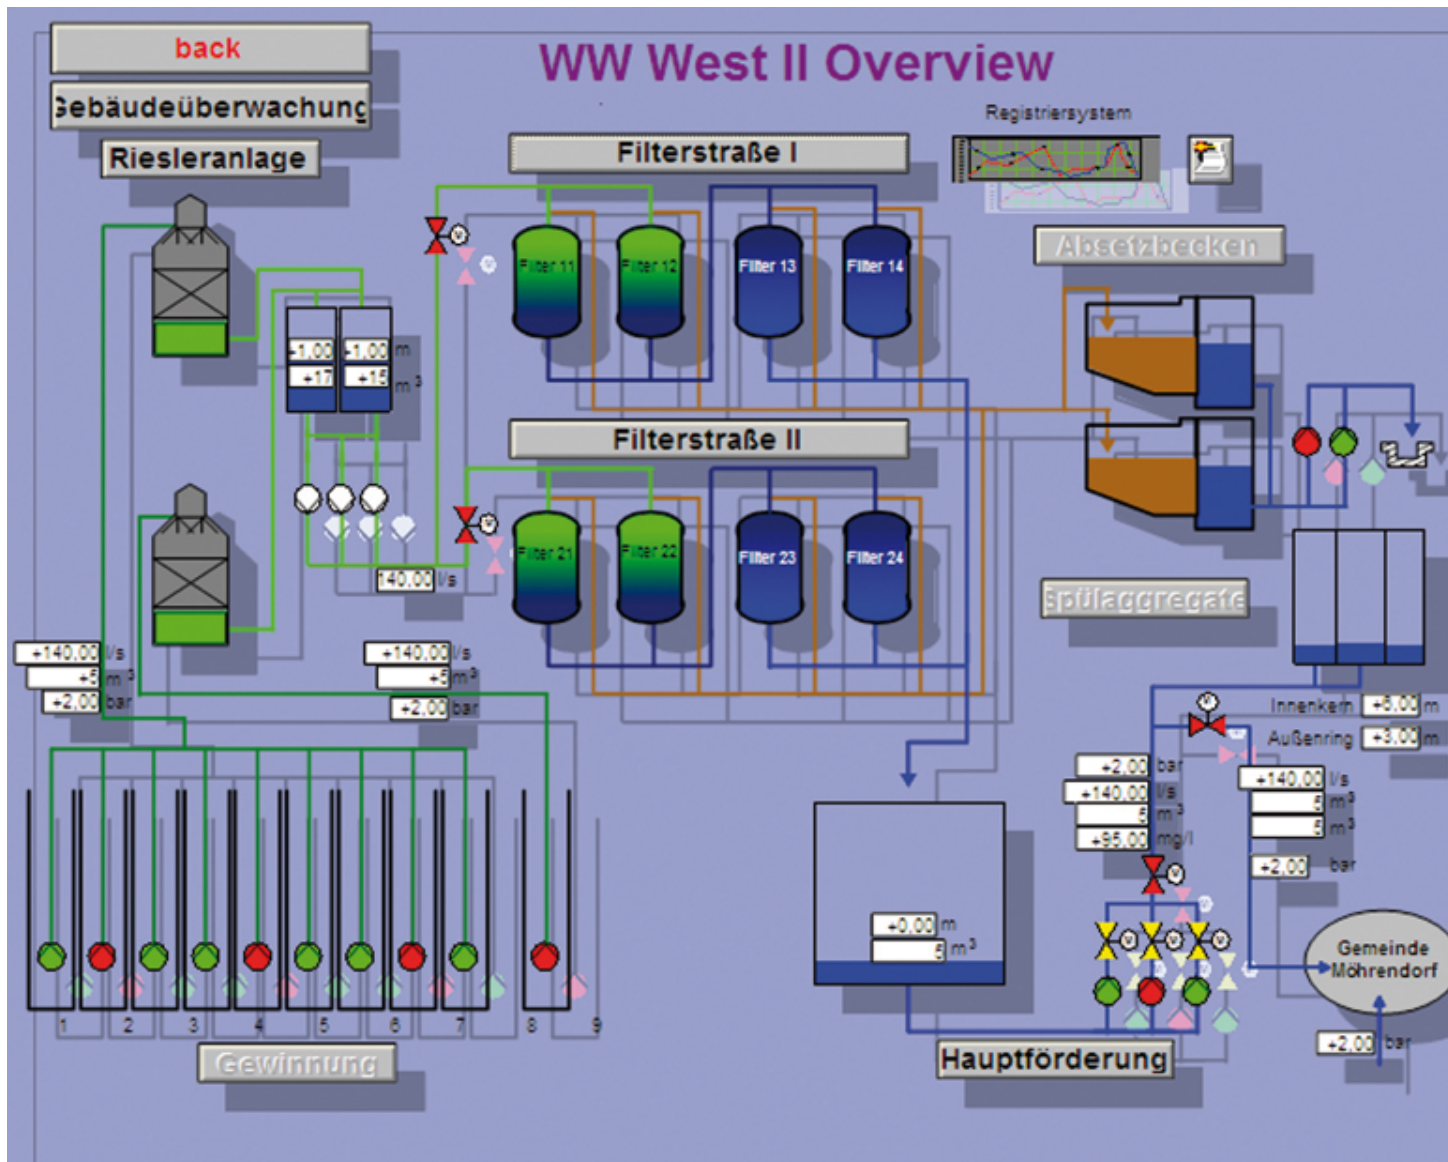 back
WW West II Overview
Gebäudeüberwachung
Registriersystem
Riesleranlage
Filterstraße I
Absetzbecken
Filter 11
Filter 12
Filter 13
Filter 14
+1,00
+1,00 m
+17
+15 m³
Filterstraße II
Filter 21
Filter 22
Filter 23
Filter 24
140,00 l/s
Spülaggregate
+140,00 l/s
+5 m³
+2,00 bar
+140,00 l/s
+5 m³
+2,00 bar
Innenkern +6,00 m
Außenring +3,00 m
+2,00 bar
+140,00 l/s
5 m³
+95,00 mg/l
+140,00 l/s
5 m³
5 m³
+2,00 bar
+0,00 m
5 m³
Gemeinde
Möhrendorf
1 2 3 4 5 6 7 8 9
+2,00 bar
Gewinnung
Hauptförderung